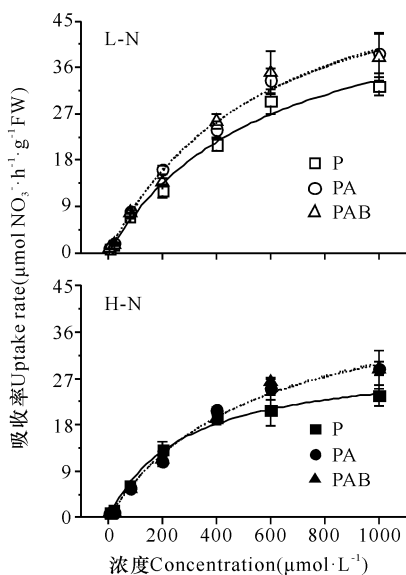 45
L-N
36
27
18
P
PA
9
PAB
0
45
H-N
36
27
18
P
PA
9
PAB
0
0 200 400 600 800 1000
浓度Concentration(μmol·L⁻¹)
吸收率Uptake rate(μmol NO₃⁻·h⁻¹·g⁻¹FW)